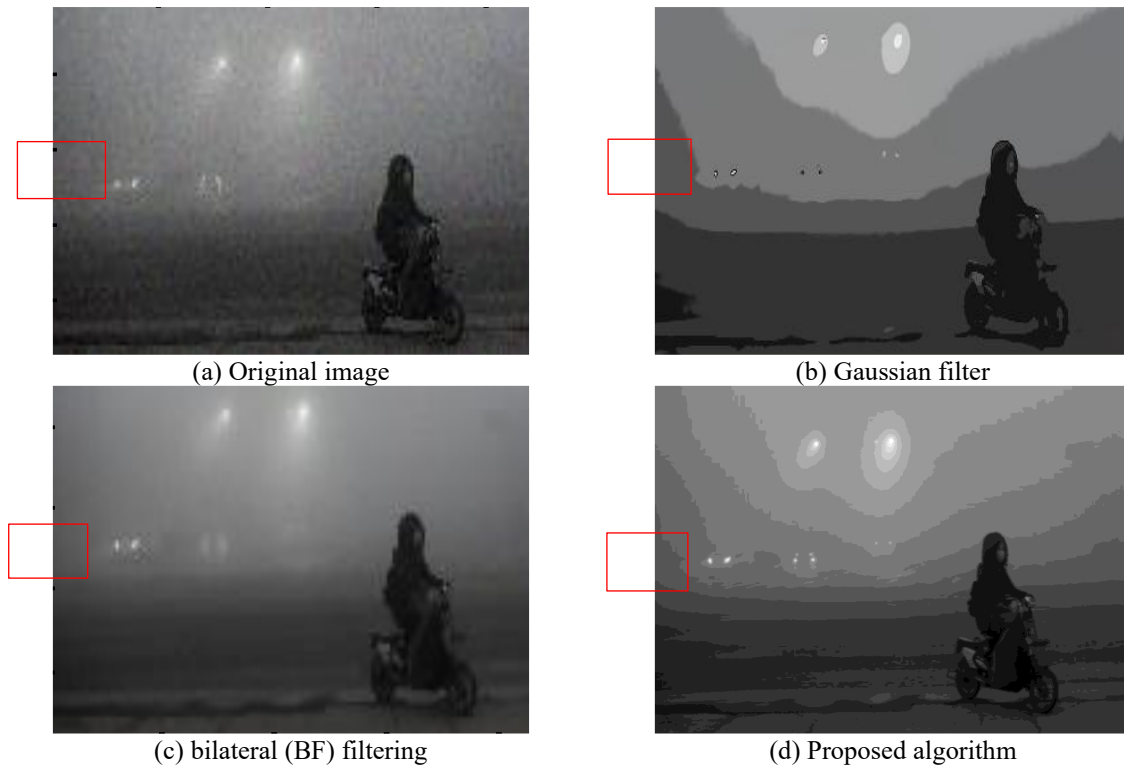 (a) Original image
(b) Gaussian filter
(c) bilateral (BF) filtering
(d) Proposed algorithm